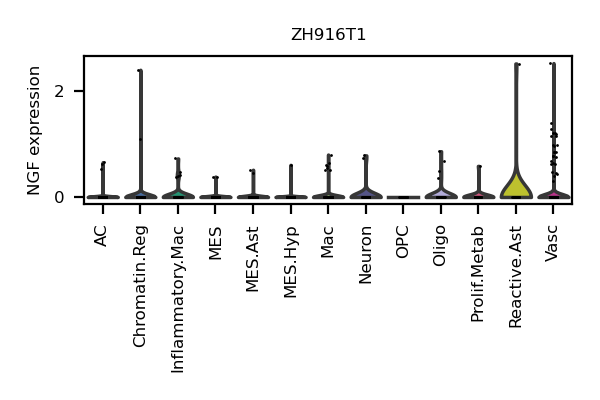 ZH916T1
NGF expression
2
0
AC
Chromatin.Reg
Inflammatory.Mac
MES
MES.Ast
MES.Hyp
Mac
Neuron
OPC
Oligo
Prolif.Metab
Reactive.Ast
Vasc